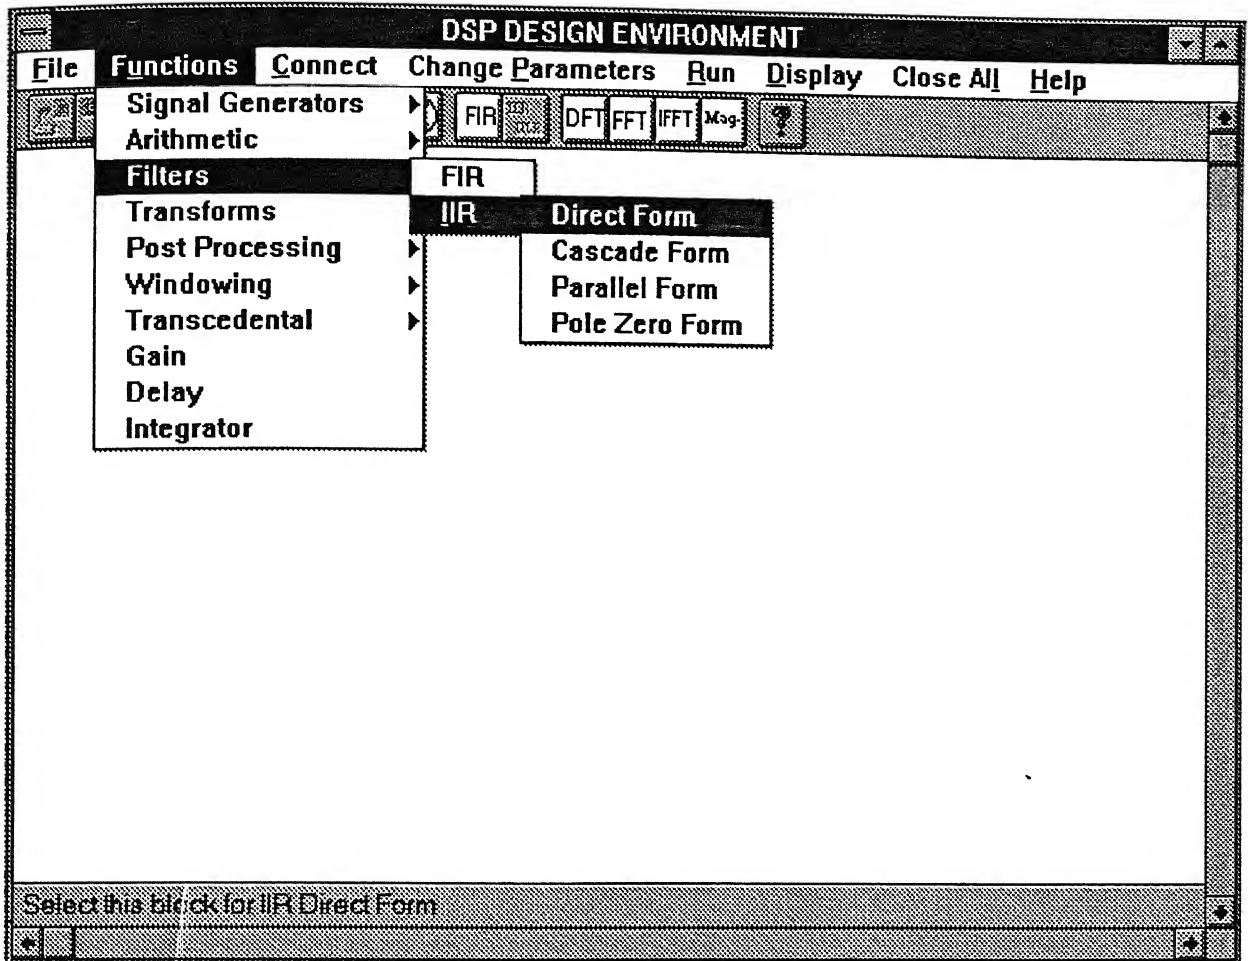 DSP DESIGN ENVIRONMENT
File Functions Connect Change Parameters Run Display Close All Help
Signal Generators
FIR DFT FFT IFFT Mag. ?
Arithmetic
Filters FIR
Transforms IIR Direct Form
Post Processing Cascade Form
Windowing Parallel Form
Transcedental Pole Zero Form
Gain
Delay
Integrator
Select this block for IIR Direct Form